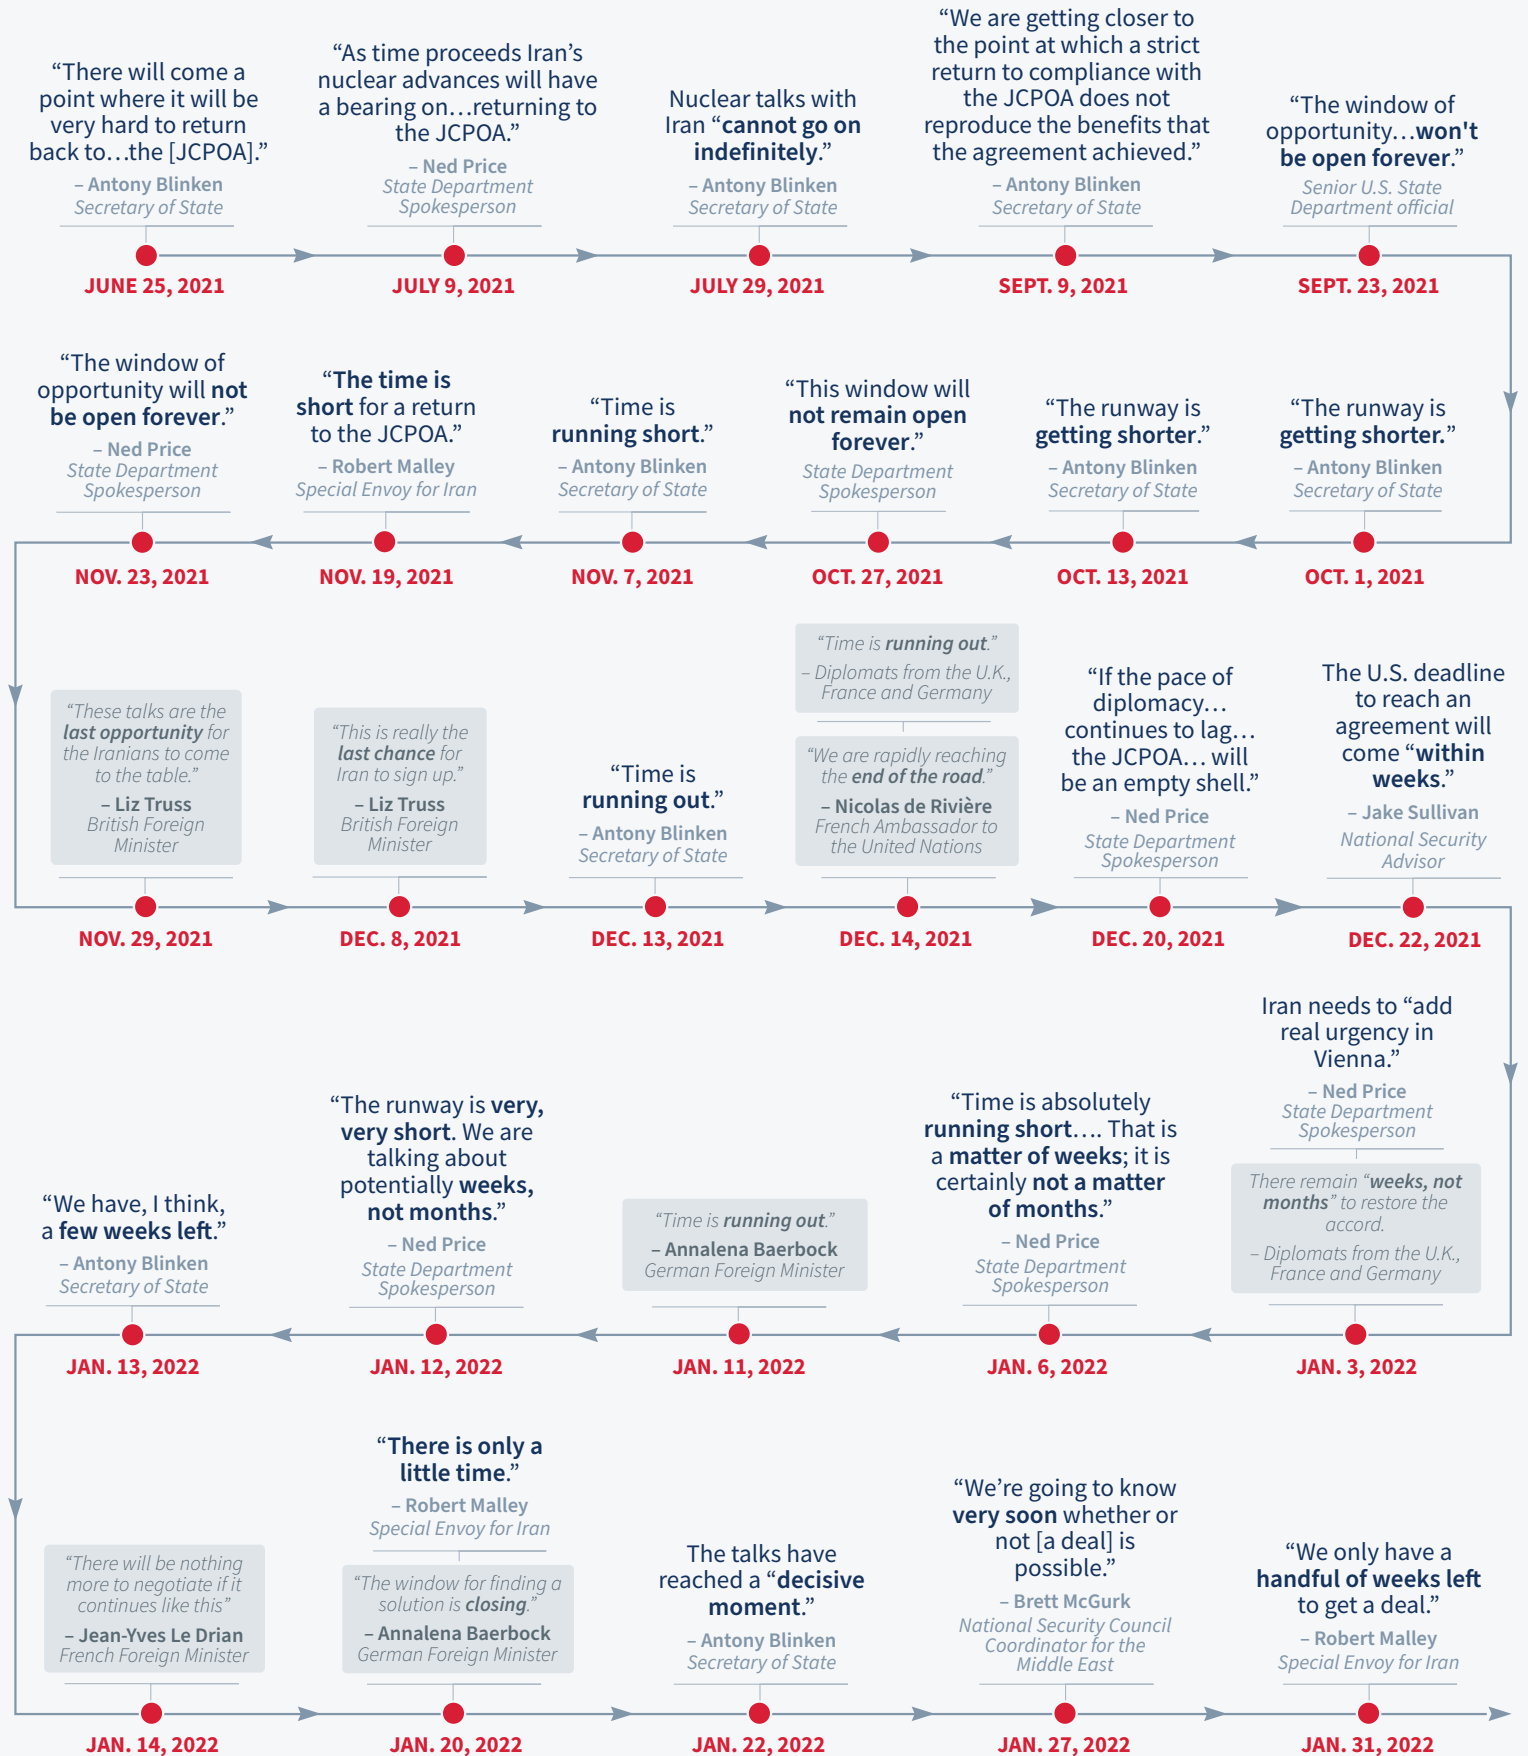 “There will come a
point where it will be
very hard to return
back to…the [JCPOA].”
– Antony Blinken
Secretary of State
JUNE 25, 2021
“As time proceeds Iran’s
nuclear advances will have
a bearing on…returning to
the JCPOA.”
– Ned Price
State Department
Spokesperson
JULY 9, 2021
Nuclear talks with
Iran “cannot go on
indefinitely.”
– Antony Blinken
Secretary of State
JULY 29, 2021
“We are getting closer to
the point at which a strict
return to compliance with
the JCPOA does not
reproduce the benefits that
the agreement achieved.”
– Antony Blinken
Secretary of State
SEPT. 9, 2021
“The window of
opportunity…won't
be open forever.”
Senior U.S. State
Department official
SEPT. 23, 2021
“The runway is
getting shorter.”
– Antony Blinken
Secretary of State
OCT. 1, 2021
“The runway is
getting shorter.”
– Antony Blinken
Secretary of State
OCT. 13, 2021
“This window will
not remain open
forever.”
State Department
Spokesperson
OCT. 27, 2021
“Time is
running short.”
– Antony Blinken
Secretary of State
NOV. 7, 2021
“The time is
short for a return
to the JCPOA.”
– Robert Malley
Special Envoy for Iran
NOV. 19, 2021
“The window of
opportunity will not
be open forever.”
– Ned Price
State Department
Spokesperson
NOV. 23, 2021
“These talks are the
last opportunity for
the Iranians to come
to the table.”
– Liz Truss
British Foreign
Minister
NOV. 29, 2021
“This is really the
last chance for
Iran to sign up.”
– Liz Truss
British Foreign
Minister
DEC. 8, 2021
“Time is
running out.”
– Antony Blinken
Secretary of State
DEC. 13, 2021
“Time is running out.”
– Diplomats from the U.K.,
France and Germany
“We are rapidly reaching
the end of the road.”
– Nicolas de Rivière
French Ambassador to
the United Nations
DEC. 14, 2021
“If the pace of
diplomacy…
continues to lag…
the JCPOA… will
be an empty shell.”
– Ned Price
State Department
Spokesperson
DEC. 20, 2021
The U.S. deadline
to reach an
agreement will
come “within
weeks.”
– Jake Sullivan
National Security
Advisor
DEC. 22, 2021
Iran needs to “add
real urgency in
Vienna.”
– Ned Price
State Department
Spokesperson
There remain “weeks, not
months” to restore the
accord.
– Diplomats from the U.K.,
France and Germany
JAN. 3, 2022
“Time is absolutely
running short…. That is
a matter of weeks; it is
certainly not a matter
of months.”
– Ned Price
State Department
Spokesperson
JAN. 6, 2022
“Time is running out.”
– Annalena Baerbock
German Foreign Minister
JAN. 11, 2022
“The runway is very,
very short. We are
talking about
potentially weeks,
not months.”
– Ned Price
State Department
Spokesperson
JAN. 12, 2022
“We have, I think,
a few weeks left.”
– Antony Blinken
Secretary of State
JAN. 13, 2022
“There will be nothing
more to negotiate if it
continues like this”
– Jean-Yves Le Drian
French Foreign Minister
JAN. 14, 2022
“There is only a
little time.”
– Robert Malley
Special Envoy for Iran
“The window for finding a
solution is closing.”
– Annalena Baerbock
German Foreign Minister
JAN. 20, 2022
The talks have
reached a “decisive
moment.”
– Antony Blinken
Secretary of State
JAN. 22, 2022
“We’re going to know
very soon whether or
not [a deal] is
possible.”
– Brett McGurk
National Security Council
Coordinator for the
Middle East
JAN. 27, 2022
“We only have a
handful of weeks left
to get a deal.”
– Robert Malley
Special Envoy for Iran
JAN. 31, 2022